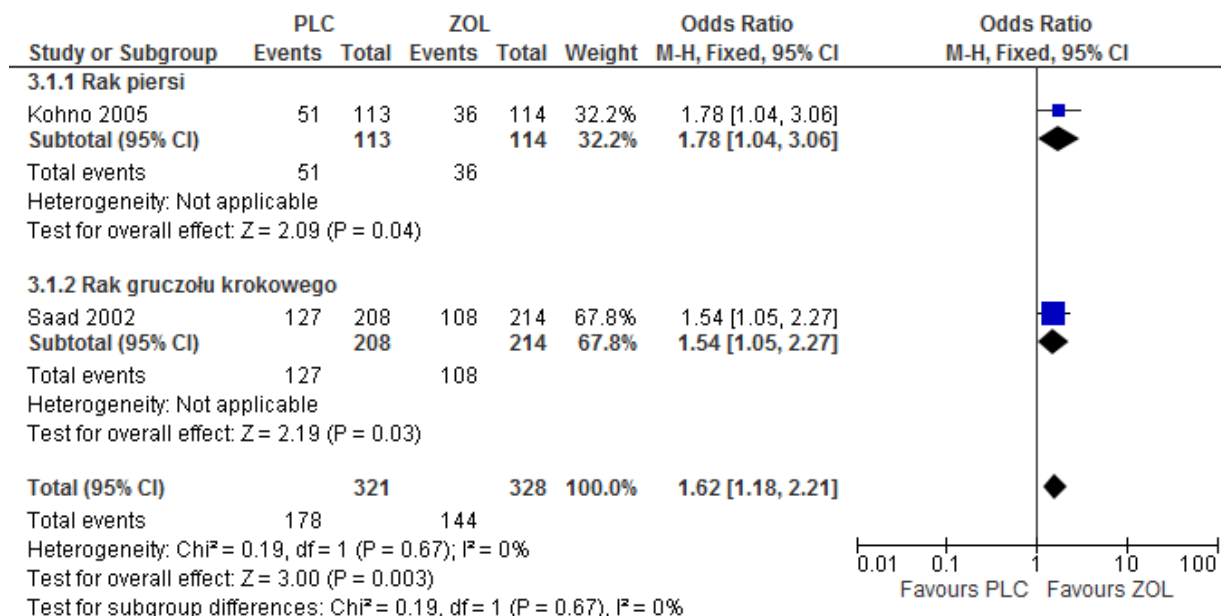 PLC ZOL Odds Ratio Odds Ratio
Study or Subgroup Events Total Events Total Weight M-H, Fixed, 95% CI M-H, Fixed, 95% CI
3.1.1 Rak piersi
Kohno 2005 51 113 36 114 32.2% 1.78 [1.04, 3.06]
Subtotal (95% CI) 113 114 32.2% 1.78 [1.04, 3.06]
Total events 51 36
Heterogeneity: Not applicable
Test for overall effect: Z = 2.09 (P = 0.04)
3.1.2 Rak gruczołu krokowego
Saad 2002 127 208 108 214 67.8% 1.54 [1.05, 2.27]
Subtotal (95% CI) 208 214 67.8% 1.54 [1.05, 2.27]
Total events 127 108
Heterogeneity: Not applicable
Test for overall effect: Z = 2.19 (P = 0.03)
Total (95% CI) 321 328 100.0% 1.62 [1.18, 2.21]
Total events 178 144
Heterogeneity: Chi² = 0.19, df = 1 (P = 0.67); I² = 0%
Test for overall effect: Z = 3.00 (P = 0.003)
Test for subgroup differences: Chi² = 0.19, df = 1 (P = 0.67), I² = 0%
0.01 0.1 1 10 100
Favours PLC Favours ZOL